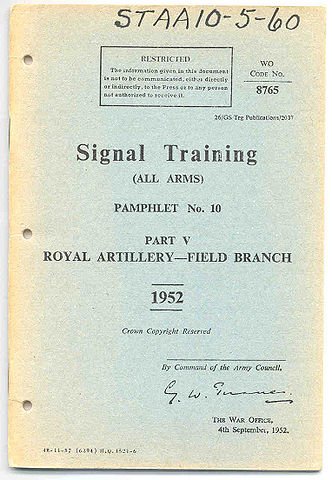 STAA10-5-60
RESTRICTED
The information given in this document
is not to be communicated, either directly
or indirectly, to the Press or to any person
not authorized to receive it.
WO
CODE NO.
8765
26/GS Trg Publications/2037
Signal Training
(ALL ARMS)
PAMPHLET No. 10
PART V
ROYAL ARTILLERY—FIELD BRANCH
1952
Crown Copyright Reserved
By Command of the Army Council,
G. W. Turner
THE WAR OFFICE,
4th September, 1952.